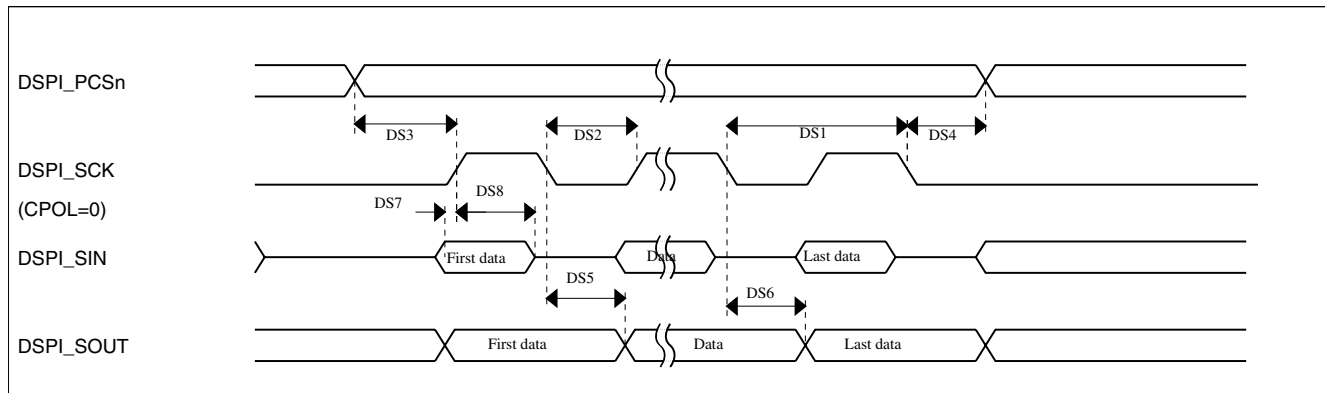 DSPI_PCSn
DS3
DS2
DS1
DS4
DSPI_SCK
(CPOL=0)
DS7
DS8
DSPI_SIN
First data
Data
Last data
DS5
DS6
DSPI_SOUT
First data
Data
Last data